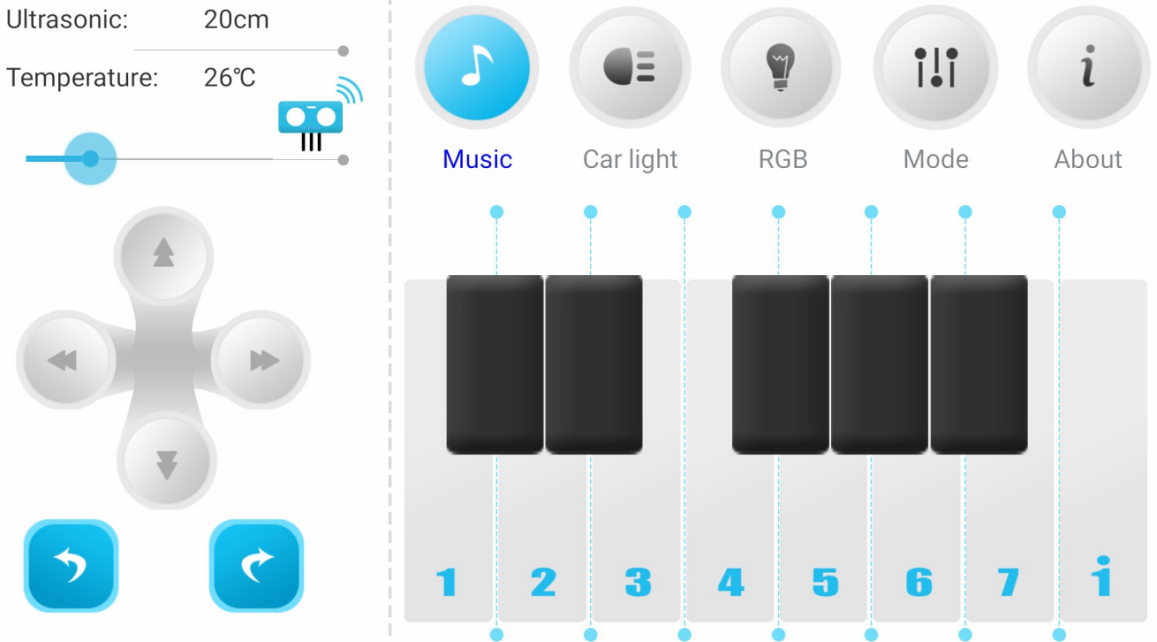 Ultrasonic: 20cm
Temperature: 26℃
Music Car light RGB Mode About
1 2 3 4 5 6 7 i